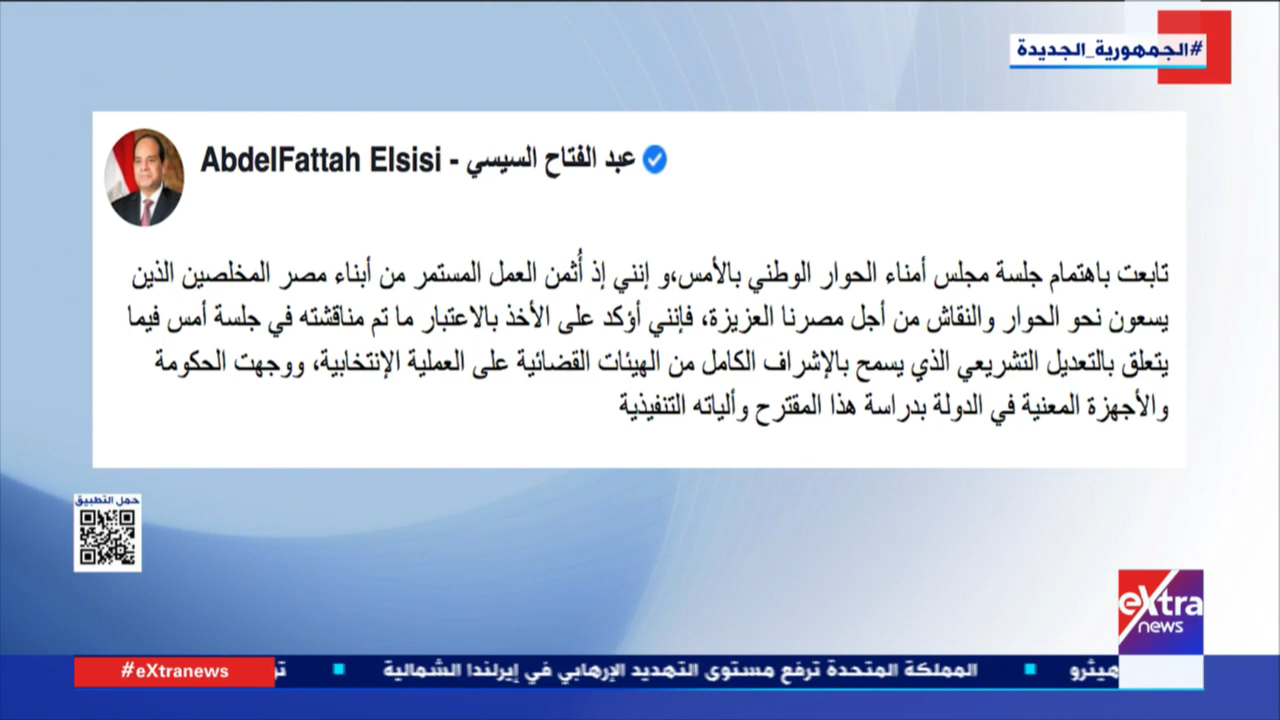 #الجمهورية_الجديدة
AbdelFattah Elsisi - عبد الفتاح السيسي
تابعت باهتمام جلسة مجلس أمناء الحوار الوطني بالأمس،و إنني إذ أُثمن العمل المستمر من أبناء مصر المخلصين الذين
يسعون نحو الحوار والنقاش من أجل مصرنا العزيزة، فإنني أؤكد على الأخذ بالاعتبار ما تم مناقشته في جلسة أمس فيما
يتعلق بالتعديل التشريعي الذي يسمح بالإشراف الكامل من الهيئات القضائية على العملية الإنتخابية، ووجهت الحكومة
والأجهزة المعنية في الدولة بدراسة هذا المقترح وألياته التنفيذية
حمل التطبيق
eXtra
news
هيثرو ■ المملكة المتحدة ترفع مستوى التهديد الإرهابي في إيرلندا الشمالية ■
#eXtranews